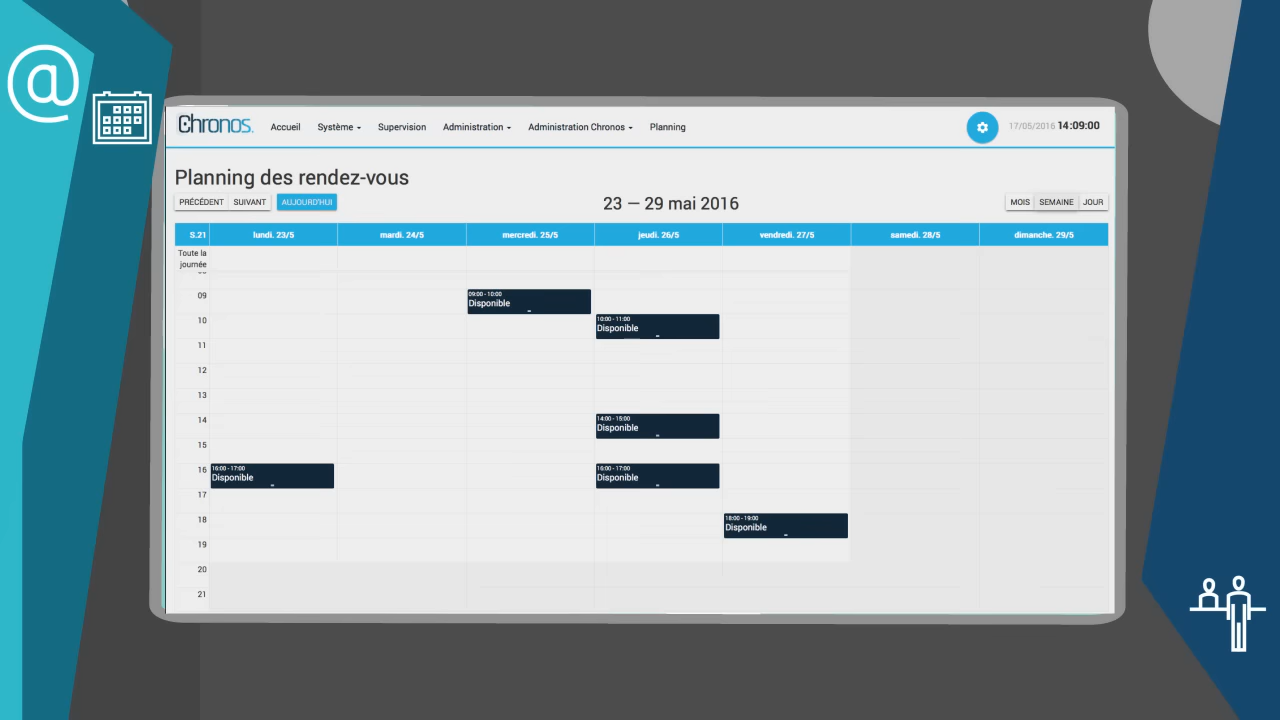 @
Chronos. Accueil Système Supervision Administration Administration Chronos Planning 17/05/2016 14:09:00
Planning des rendez-vous
PRÉCÉDENT SUIVANT AUJOURD'HUI 23 — 29 mai 2016 MOIS SEMAINE JOUR
S.21 lundi. 23/5 mardi. 24/5 mercredi. 25/5 jeudi. 26/5 vendredi. 27/5 samedi. 28/5 dimanche. 29/5
Toute la
journée
09 09:00 - 10:00
Disponible
10 10:00 - 11:00
Disponible
11
12
13
14 14:00 - 15:00
Disponible
15
16 16:00 - 17:00 16:00 - 17:00
Disponible Disponible
17
18 18:00 - 19:00
Disponible
19
20
21